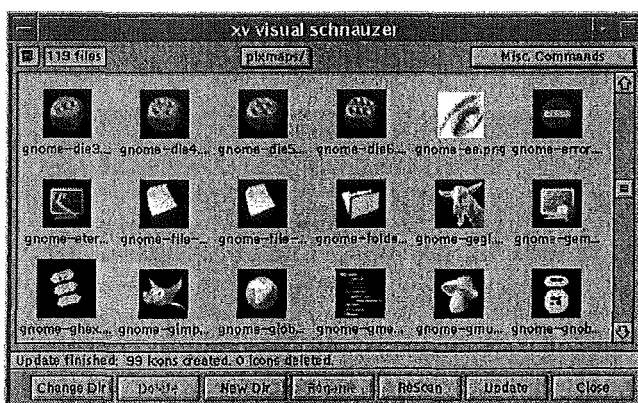 xv visual schnauzer
119 files pixmaps/ Misc. Commands
gnome-die3... gnome-die4... gnome-die5... gnome-die6... gnome-ee.png gnome-error....
gnome-eter... gnome-file-... gnome-file-... gnome-folde... gnome-gegl... gnome-gem...
gnome-ghex... gnome-gimp... gnome-glob... gnome-gme... gnome-gmu... gnome-gnob...
Update finished: 99 icons created, 0 icons deleted.
Change Dir Delete New Dir Rename ReScan Update Close